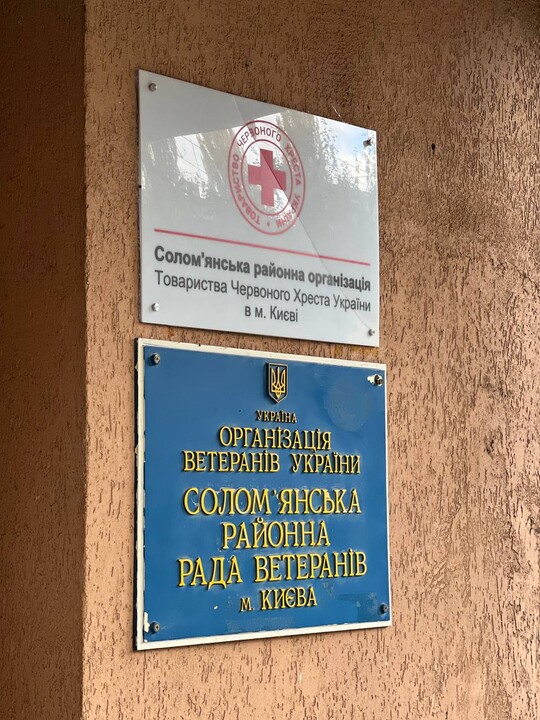 ТОВАРИСТВО ЧЕРВОНОГО ХРЕСТА УКРАЇНИ
Солом'янська районна організація
Товариства Червоного Хреста України
в м. Києві
УКРАЇНА
ОРГАНІЗАЦІЯ
ВЕТЕРАНІВ УКРАЇНИ
СОЛОМ'ЯНСЬКА
РАЙОННА
РАДА ВЕТЕРАНІВ
м. КИЄВА